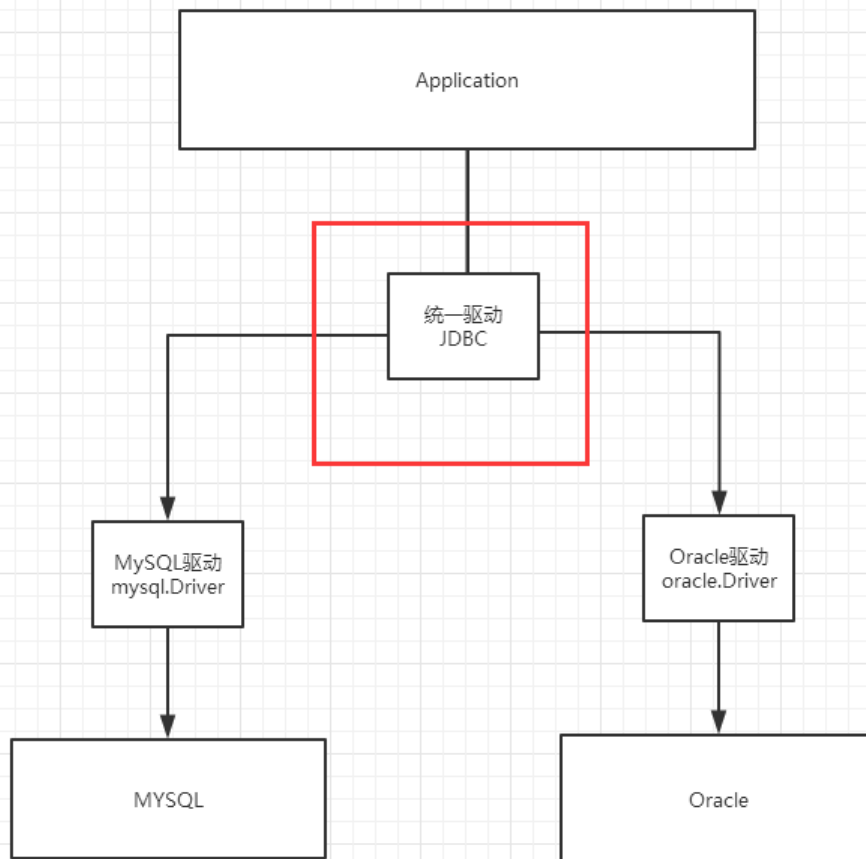 Application
统一驱动
JDBC
MySQL驱动
mysql.Driver
Oracle驱动
oracle.Driver
MYSQL
Oracle